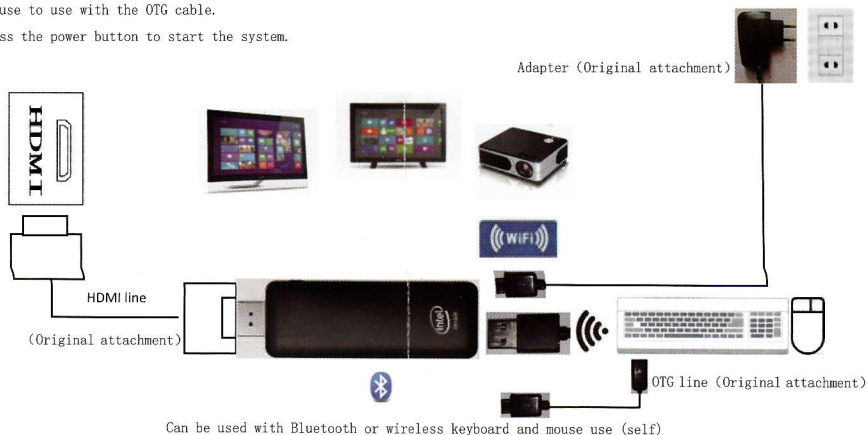 use to use with the OTG cable.
ss the power button to start the system.
Adapter (Original attachment)
HDMI
((WiFi))
HDMI line
(Original attachment)
intel
OTG line (Original attachment)
Can be used with Bluetooth or wireless keyboard and mouse use (self)